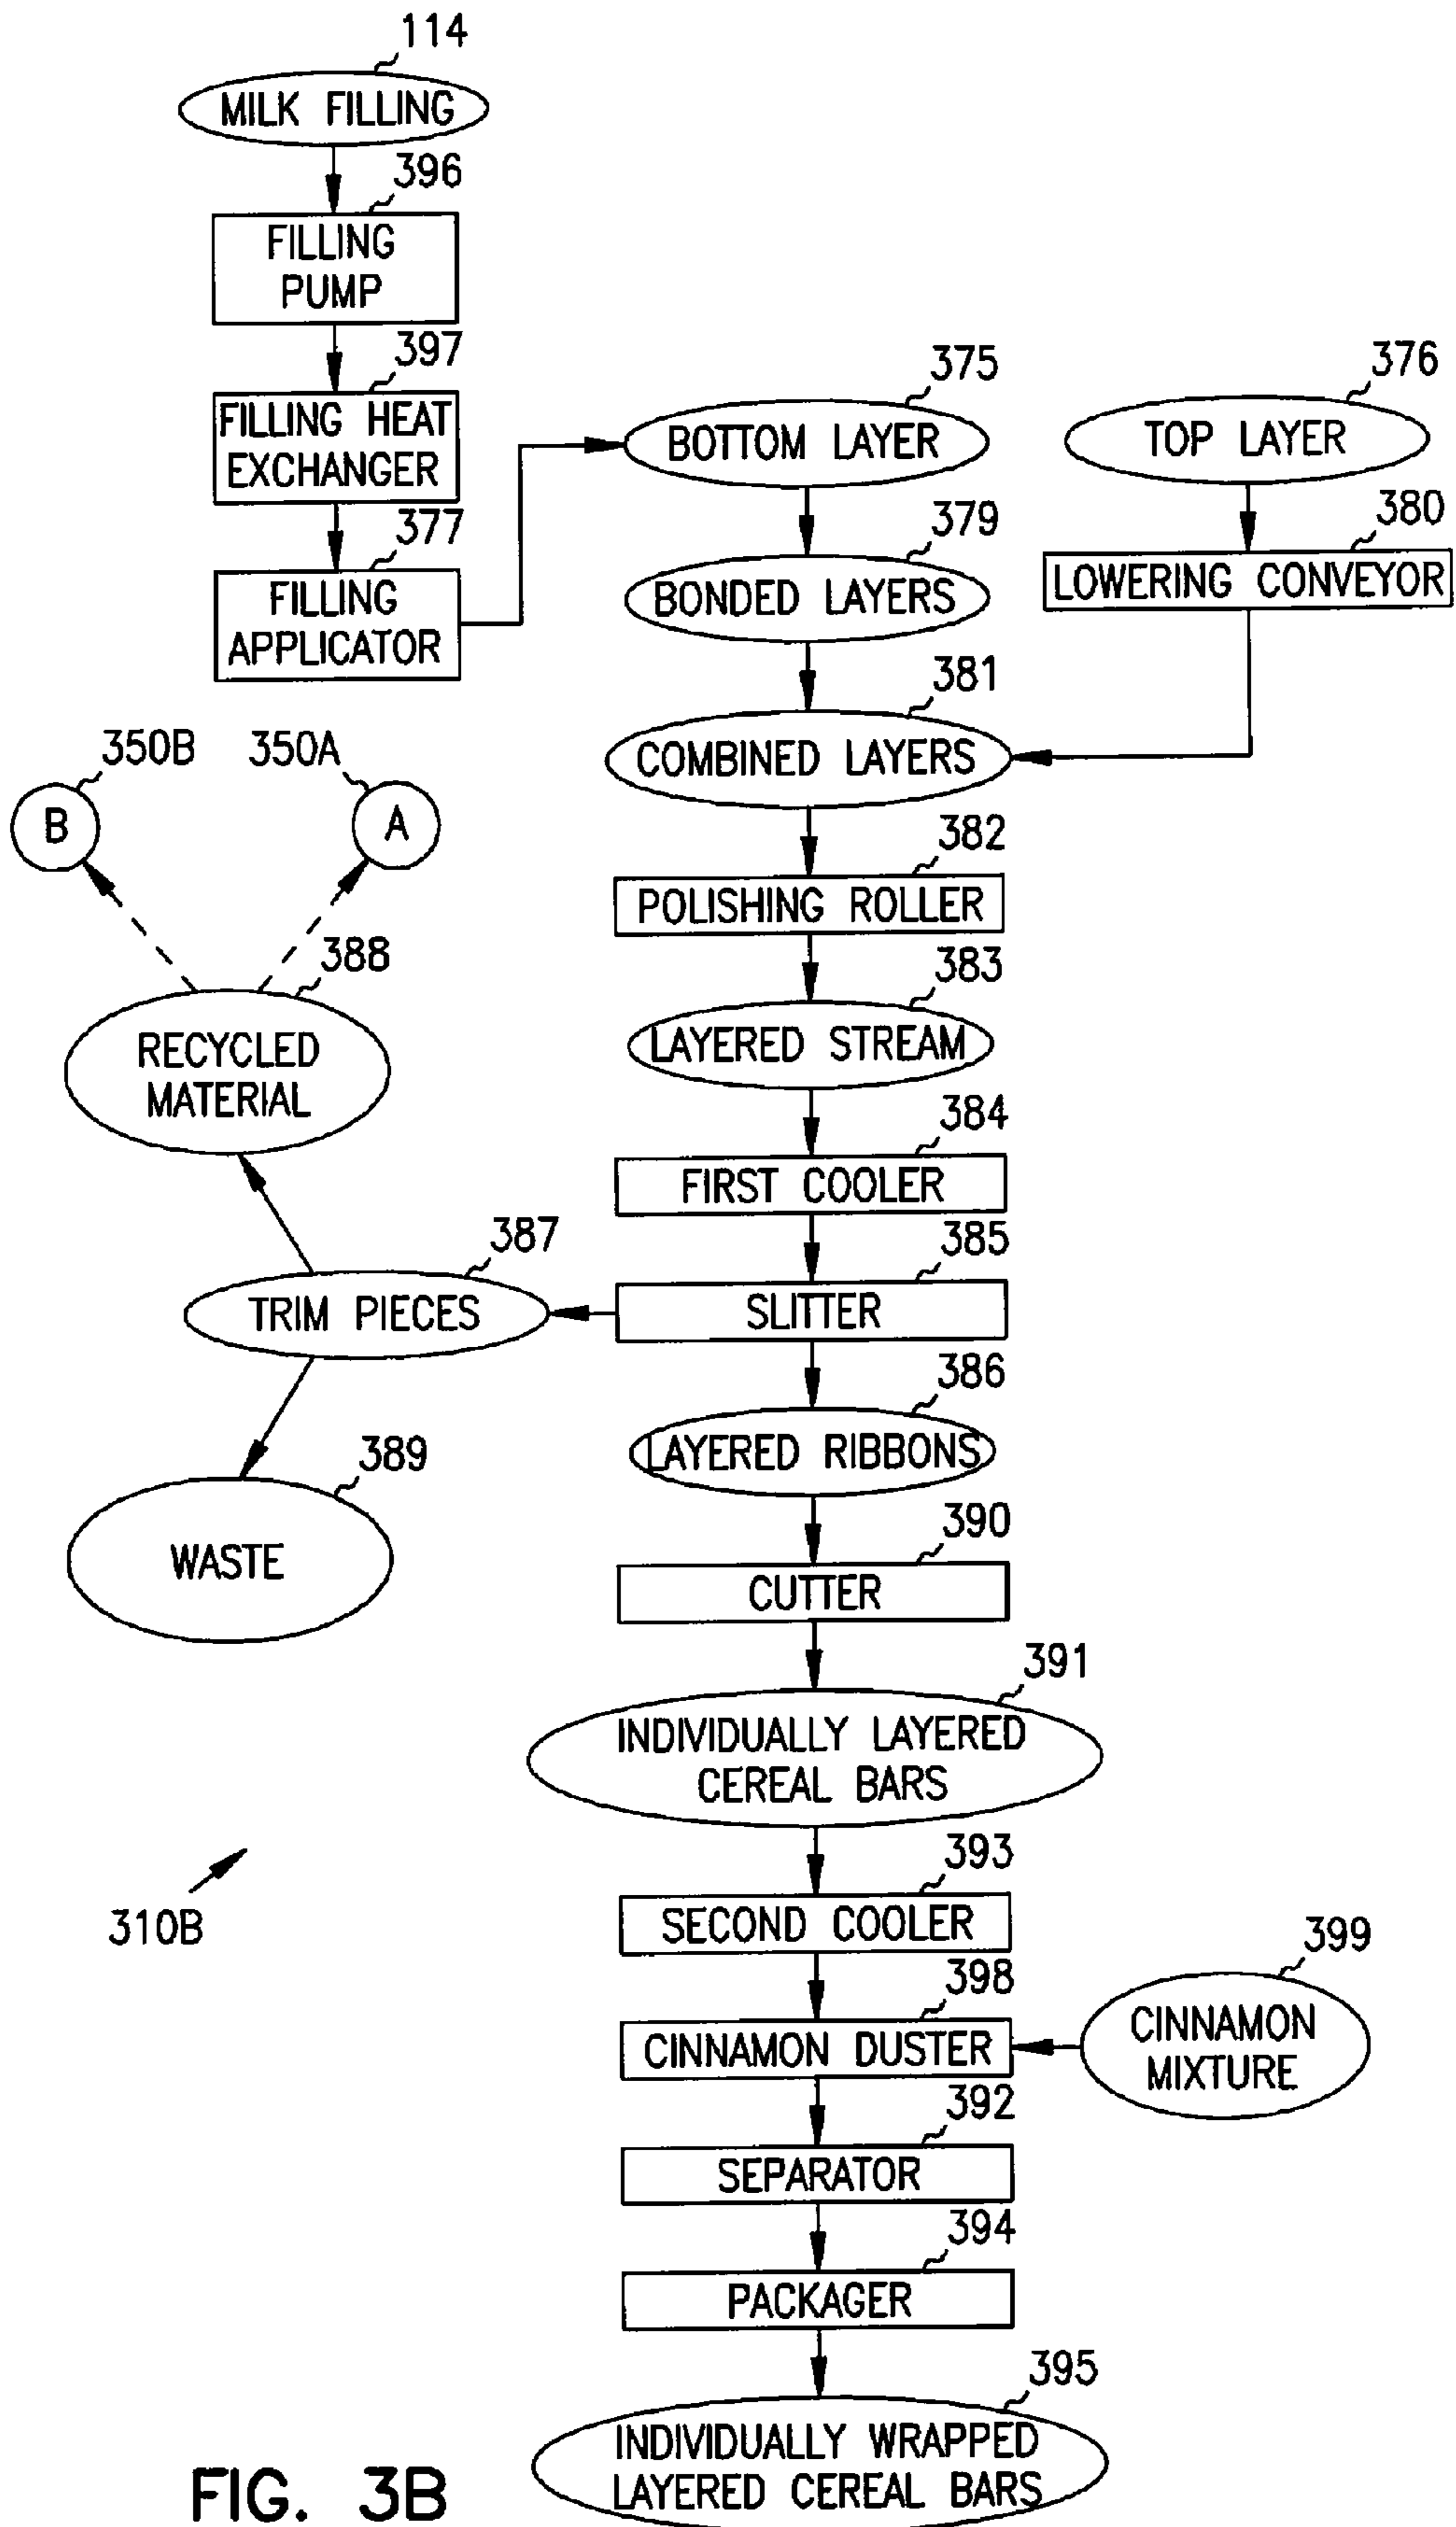 114
MILK FILLING
396
FILLING
PUMP
397
FILLING HEAT
EXCHANGER
377
FILLING
APPLICATOR
375
BOTTOM LAYER
376
TOP LAYER
379
BONDED LAYERS
380
LOWERING CONVEYOR
381
COMBINED LAYERS
350B
B
350A
A
382
POLISHING ROLLER
388
RECYCLED
MATERIAL
383
LAYERED STREAM
384
FIRST COOLER
385
SLITTER
387
TRIM PIECES
386
LAYERED RIBBONS
389
WASTE
390
CUTTER
391
INDIVIDUALLY LAYERED
CEREAL BARS
310B
393
SECOND COOLER
398
CINNAMON DUSTER
399
CINNAMON
MIXTURE
392
SEPARATOR
394
PACKAGER
395
INDIVIDUALLY WRAPPED
LAYERED CEREAL BARS
FIG. 3B